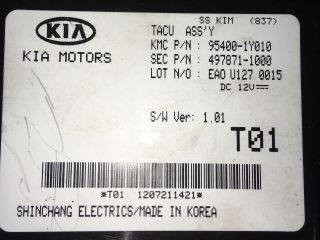 SS KIM (837)
KIA
TACU ASS'Y
KIA MOTORS
KMC P/N : 95400-1Y010
SEC P/N : 497871-1000
LOT N/O : EAO U127 0015
DC 12V
S/W Ver: 1.01
T01
*T01 1207211421*
SHINCHANG ELECTRICS/MADE IN KOREA